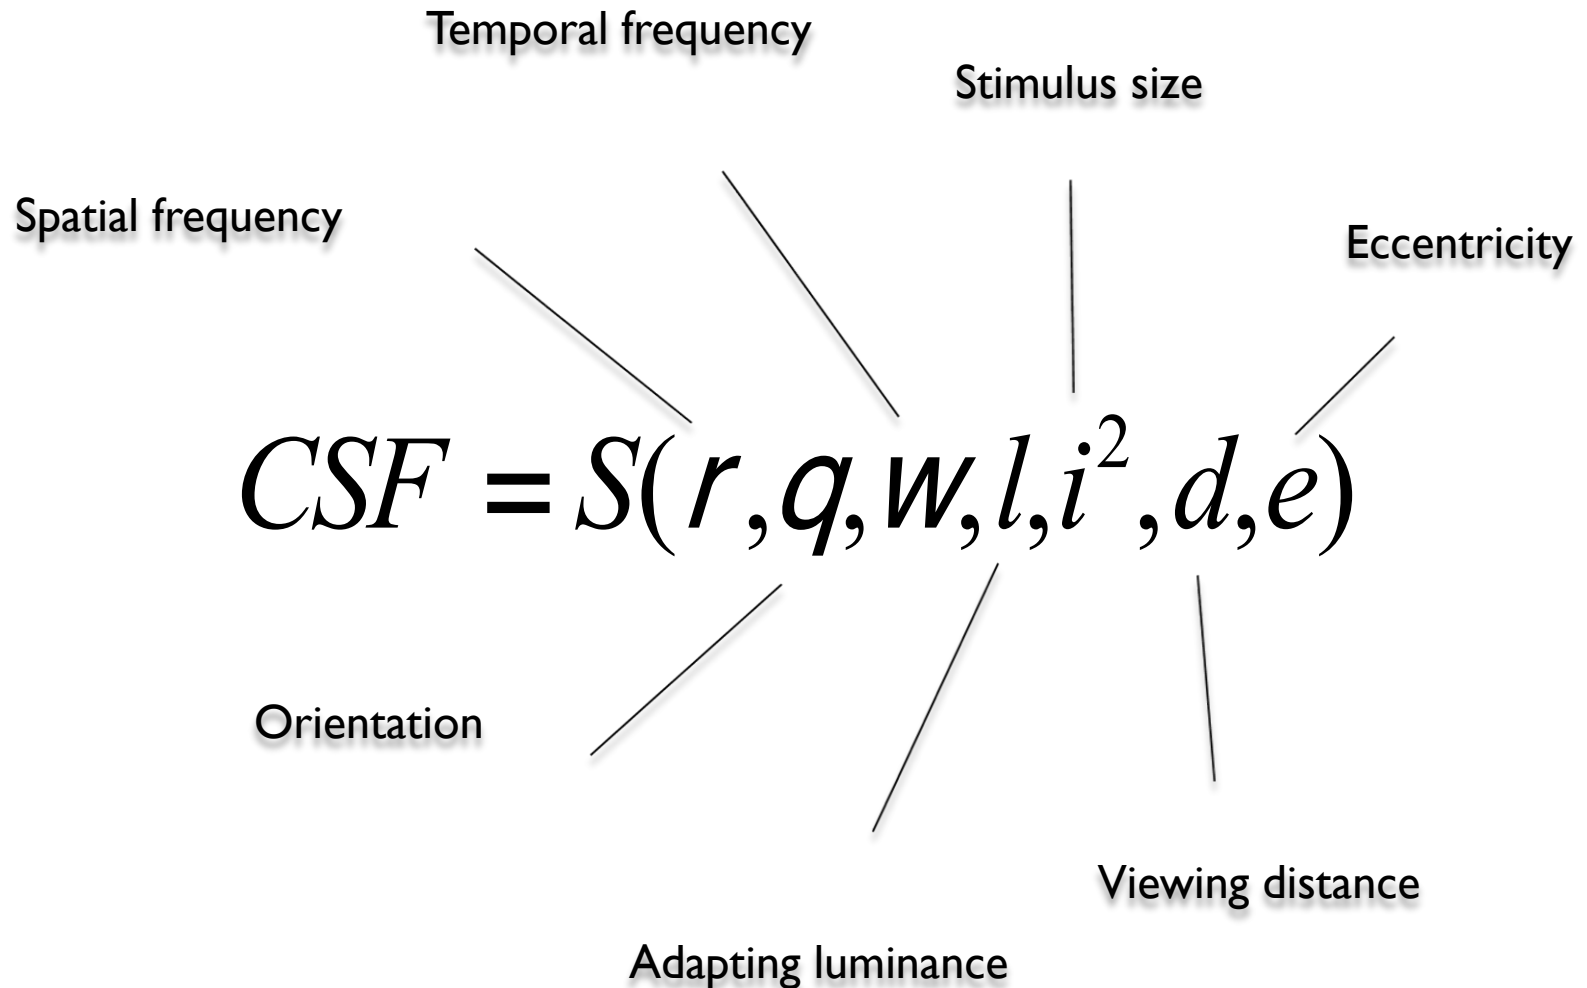 Temporal frequency
Stimulus size
Spatial frequency
Eccentricity
CSF = S(r,q,w,l,i²,d,e)
Orientation
Viewing distance
Adapting luminance